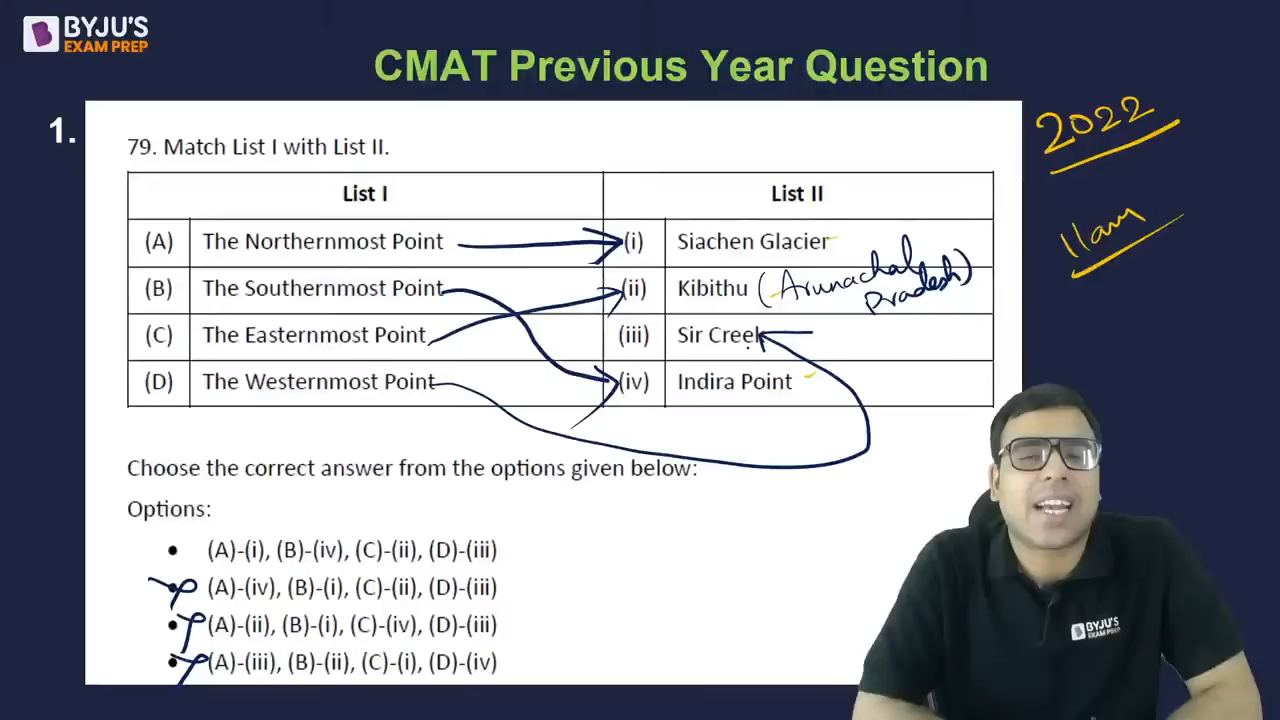 BYJU'S
EXAM PREP
CMAT Previous Year Question
1.
2022
11am
79. Match List I with List II.
List I List II
(A) The Northernmost Point (i) Siachen Glacier
(B) The Southernmost Point (ii) Kibithu (Arunachal Pradesh)
(C) The Easternmost Point (iii) Sir Creek
(D) The Westernmost Point (iv) Indira Point
Choose the correct answer from the options given below:
Options:
• (A)-(i), (B)-(iv), (C)-(ii), (D)-(iii)
• (A)-(iv), (B)-(i), (C)-(ii), (D)-(iii)
• (A)-(ii), (B)-(i), (C)-(iv), (D)-(iii)
• (A)-(iii), (B)-(ii), (C)-(i), (D)-(iv)
BYJU'S
EXAM PREP